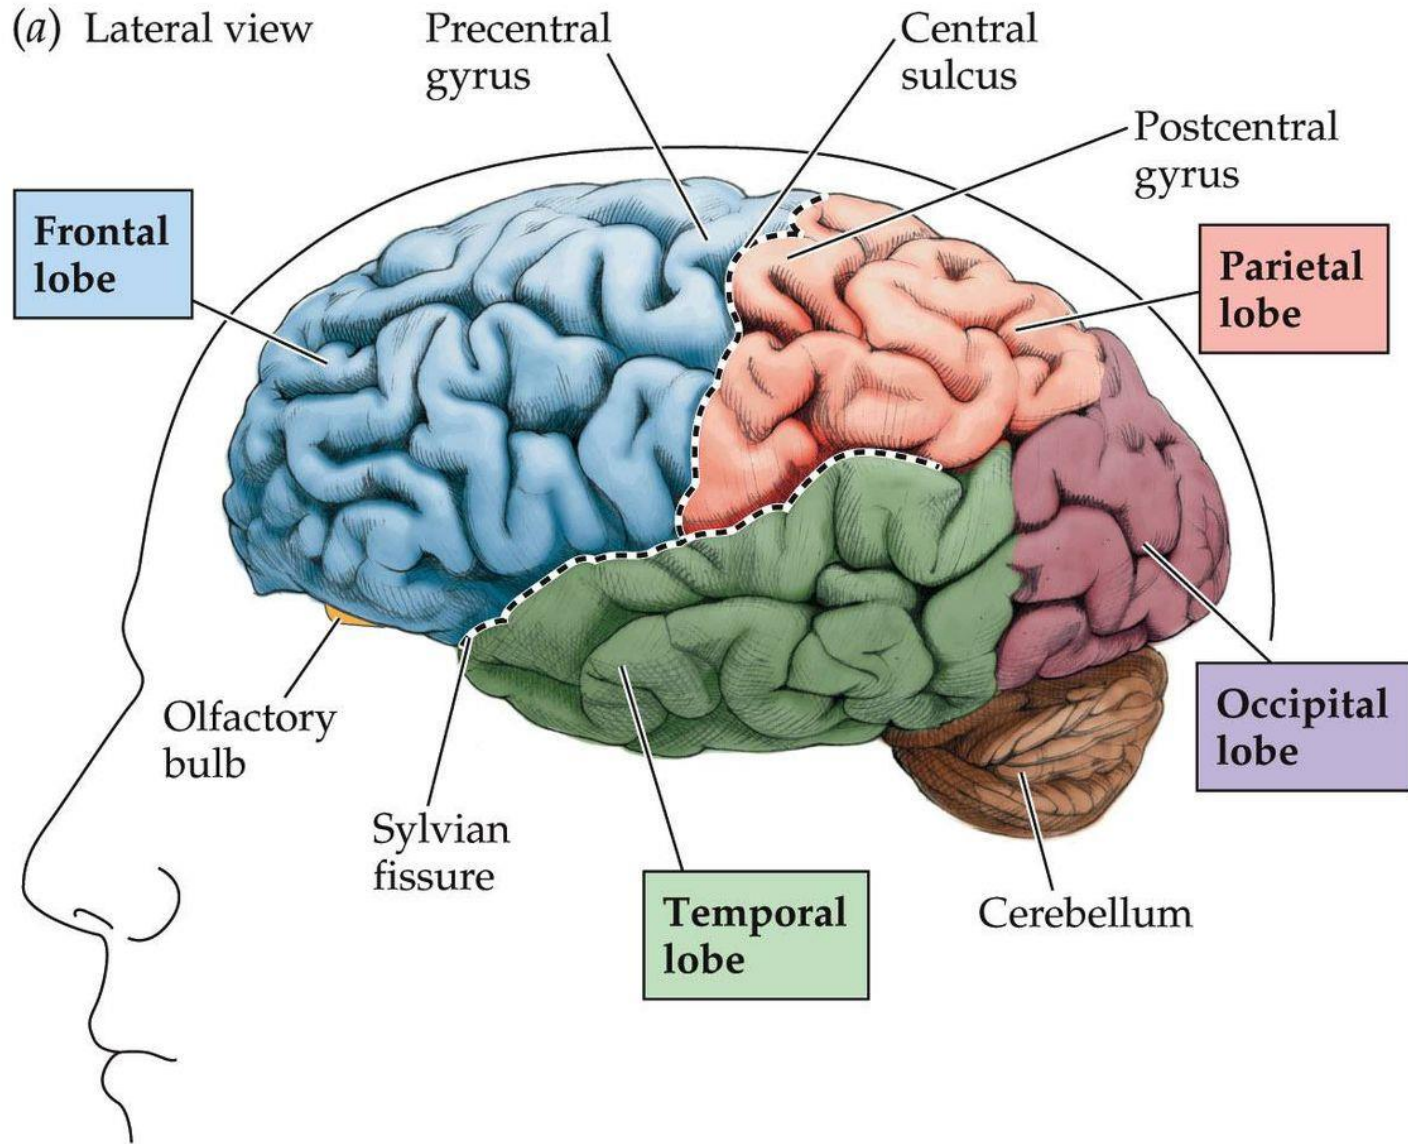 (a) Lateral view
Precentral
gyrus
Central
sulcus
Postcentral
gyrus
Frontal
lobe
Parietal
lobe
Olfactory
bulb
Sylvian
fissure
Temporal
lobe
Occipital
lobe
Cerebellum